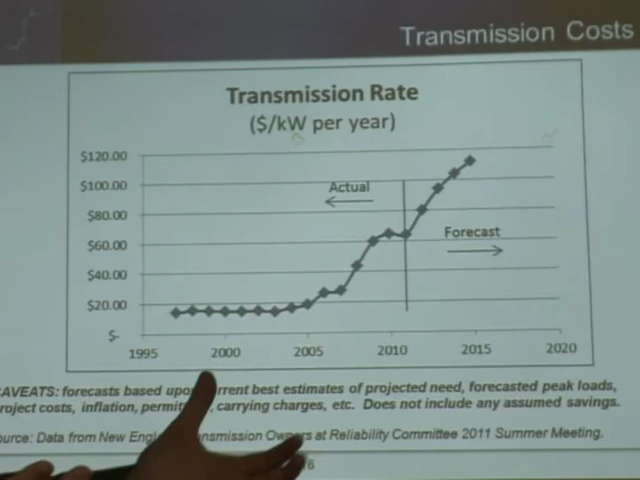 Transmission Costs
Transmission Rate
($/kW per year)
$120.00
$100.00
$80.00
$60.00
$40.00
$20.00
$-
Actual
Forecast
1995 2000 2005 2010 2015 2020
AVEATS: forecasts based upo rrent best estimates of projected need, forecasted peak loads,
roject costs, inflation, permit , carrying charges, etc. Does not include any assumed savings.
ource: Data from New Eng nsmission Owners at Reliability Committee 2011 Summer Meeting.
6